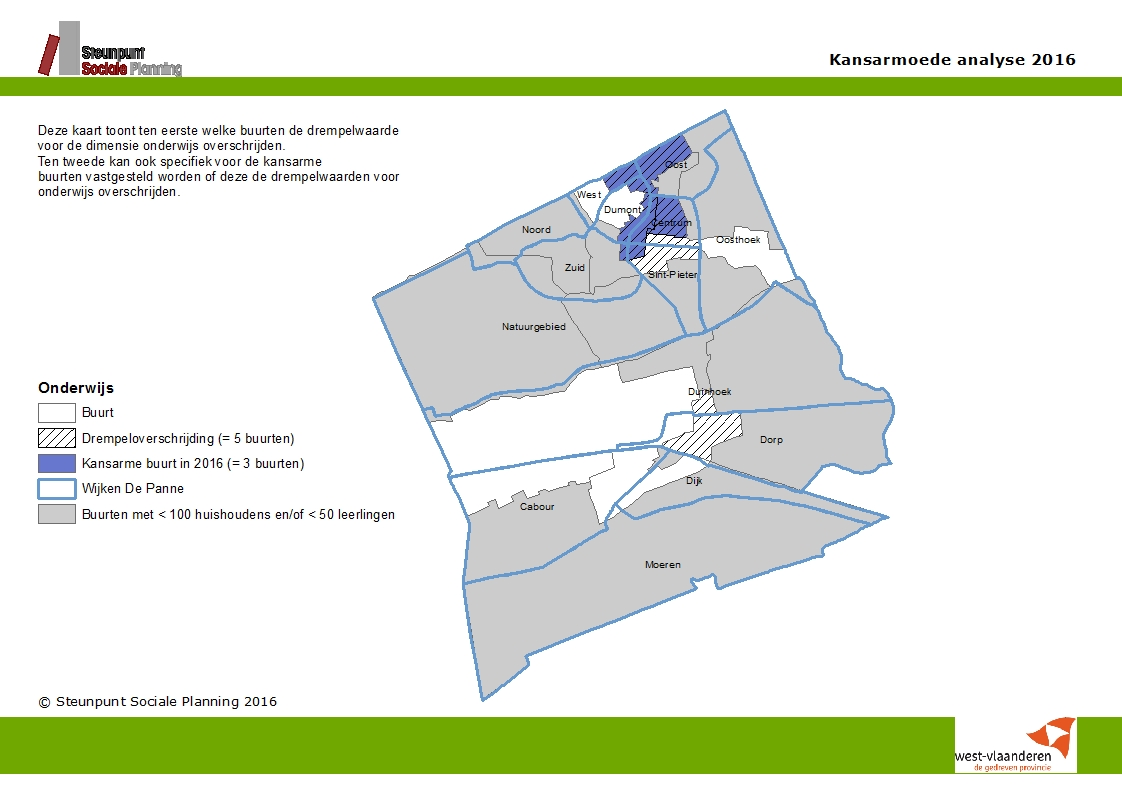 Steunpunt
Sociale Planning
Kansarmoede analyse 2016
Deze kaart toont ten eerste welke buurten de drempelwaarde
voor de dimensie onderwijs overschrijden.
Ten tweede kan ook specifiek voor de kansarme
buurten vastgesteld worden of deze de drempelwaarden voor
onderwijs overschrijden.
Oost
West
Dumont
Centrum
Noord
Oosthoek
Zuid
Sint-Pieter
Natuurgebied
Duinhoek
Dorp
Dijk
Cabour
Moeren
Onderwijs
Buurt
Drempeloverschrijding (= 5 buurten)
Kansarme buurt in 2016 (= 3 buurten)
Wijken De Panne
Buurten met < 100 huishoudens en/of < 50 leerlingen
© Steunpunt Sociale Planning 2016
west-vlaanderen
de gedreven provincie